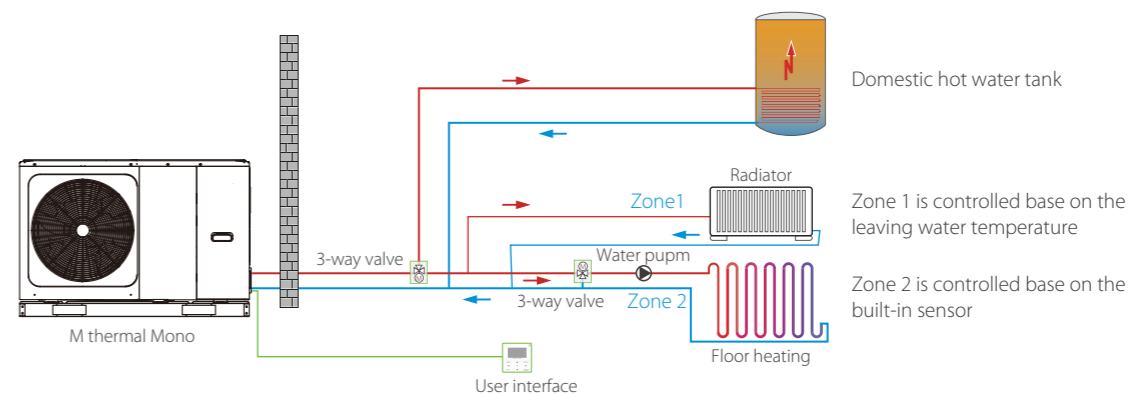 Domestic hot water tank
Radiator
Zone1
Zone 1 is controlled base on the
leaving water temperature
3-way valve
Water pupm
3-way valve
Zone 2
Zone 2 is controlled base on the
built-in sensor
M thermal Mono
Floor heating
User interface